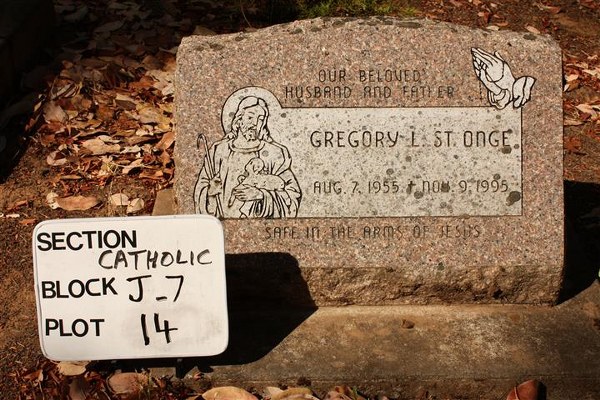 OUR BELOVED
HUSBAND AND FATHER
GREGORY L. ST. ONGE
AUG. 7, 1955 + NOV. 9, 1995
SAFE IN THE ARMS OF JESUS
SECTION CATHOLIC
BLOCK J-7
PLOT 14